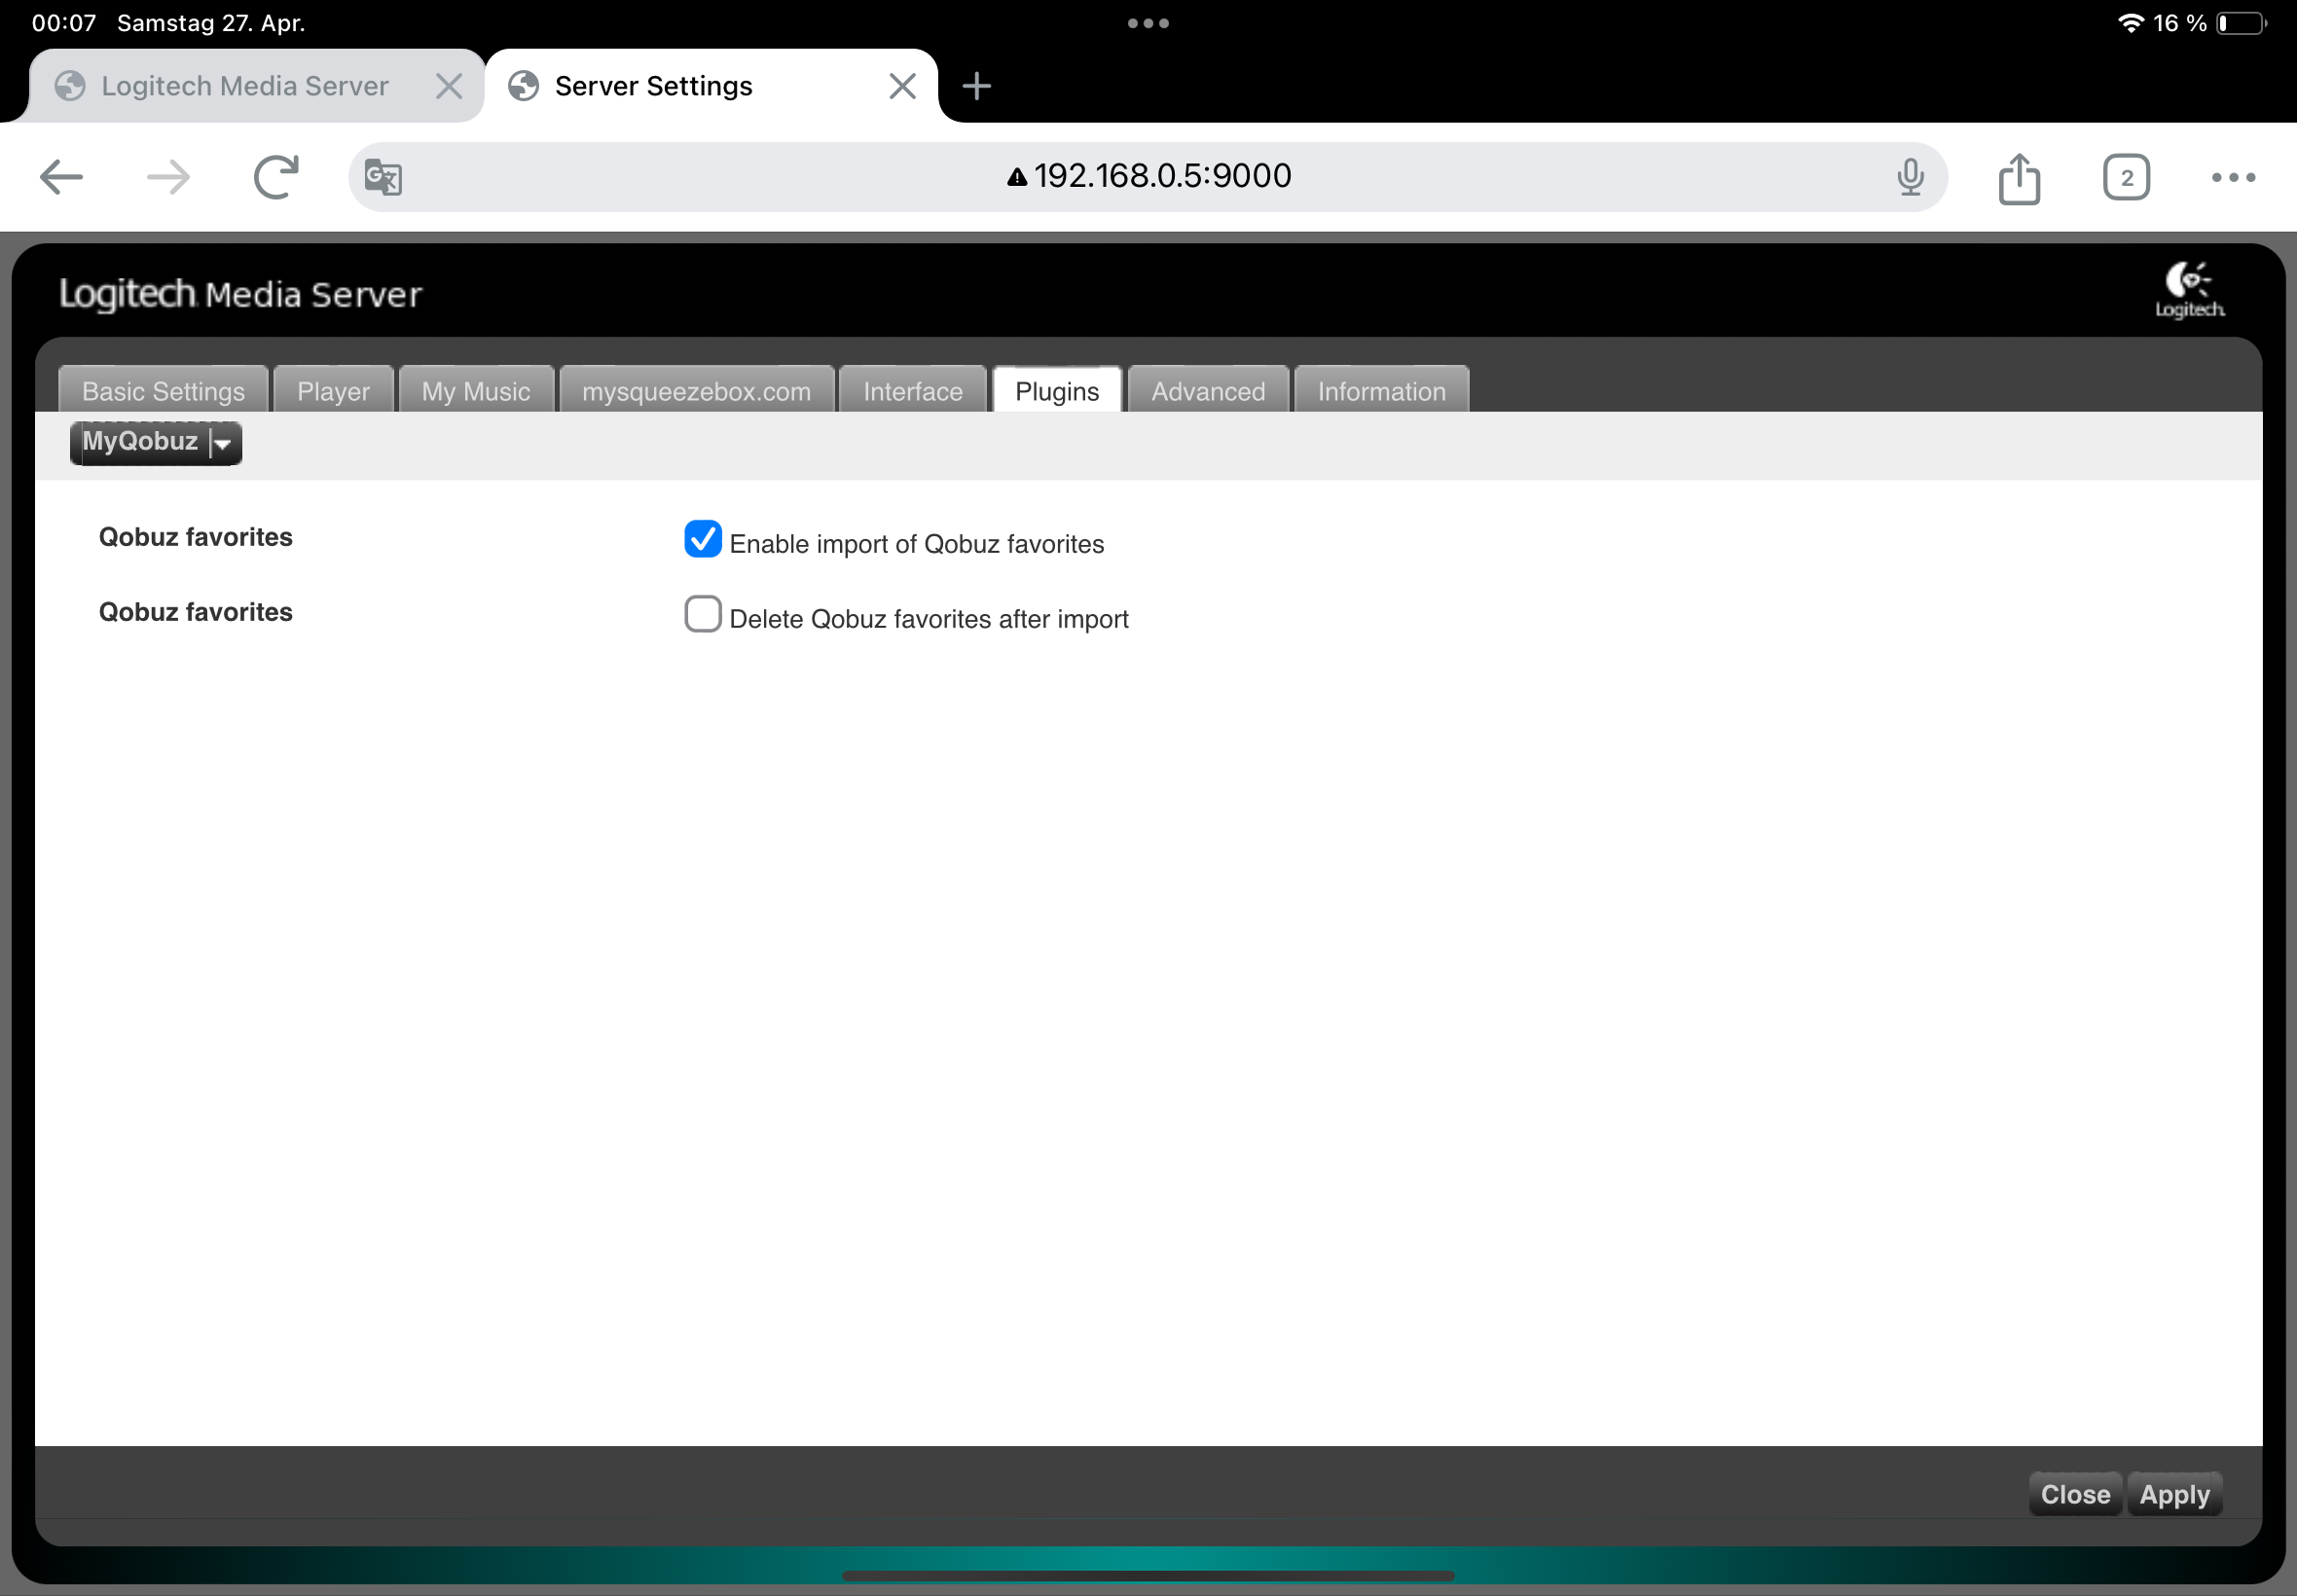 00:07 Samstag 27. Apr.
16 %
Logitech Media Server
Server Settings
192.168.0.5:9000
2
Logitech Media Server
Logitech
Basic Settings
Player
My Music
mysqueezebox.com
Interface
Plugins
Advanced
Information
MyQobuz
Qobuz favorites
Enable import of Qobuz favorites
Qobuz favorites
Delete Qobuz favorites after import
Close
Apply